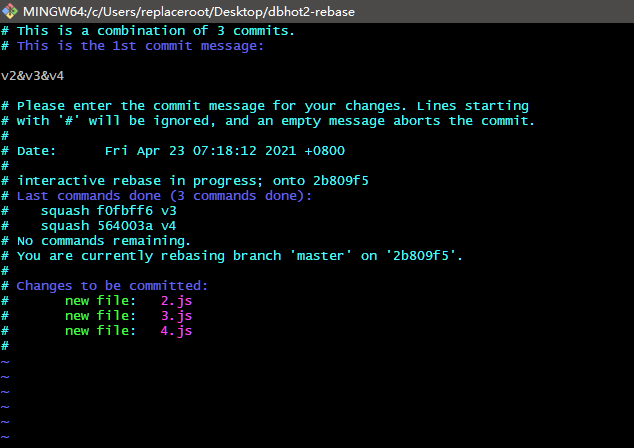 MINGW64:/c/Users/replaceroot/Desktop/dbhot2-rebase
# This is a combination of 3 commits.
# This is the 1st commit message:
v2&v3&v4
# Please enter the commit message for your changes. Lines starting
# with '#' will be ignored, and an empty message aborts the commit.
#
# Date:      Fri Apr 23 07:18:12 2021 +0800
#
# interactive rebase in progress; onto 2b809f5
# Last commands done (3 commands done):
#    squash f0fbff6 v3
#    squash 564003a v4
# No commands remaining.
# You are currently rebasing branch 'master' on '2b809f5'.
#
# Changes to be committed:
#       new file:   2.js
#       new file:   3.js
#       new file:   4.js
#
~
~
~
~
~
~